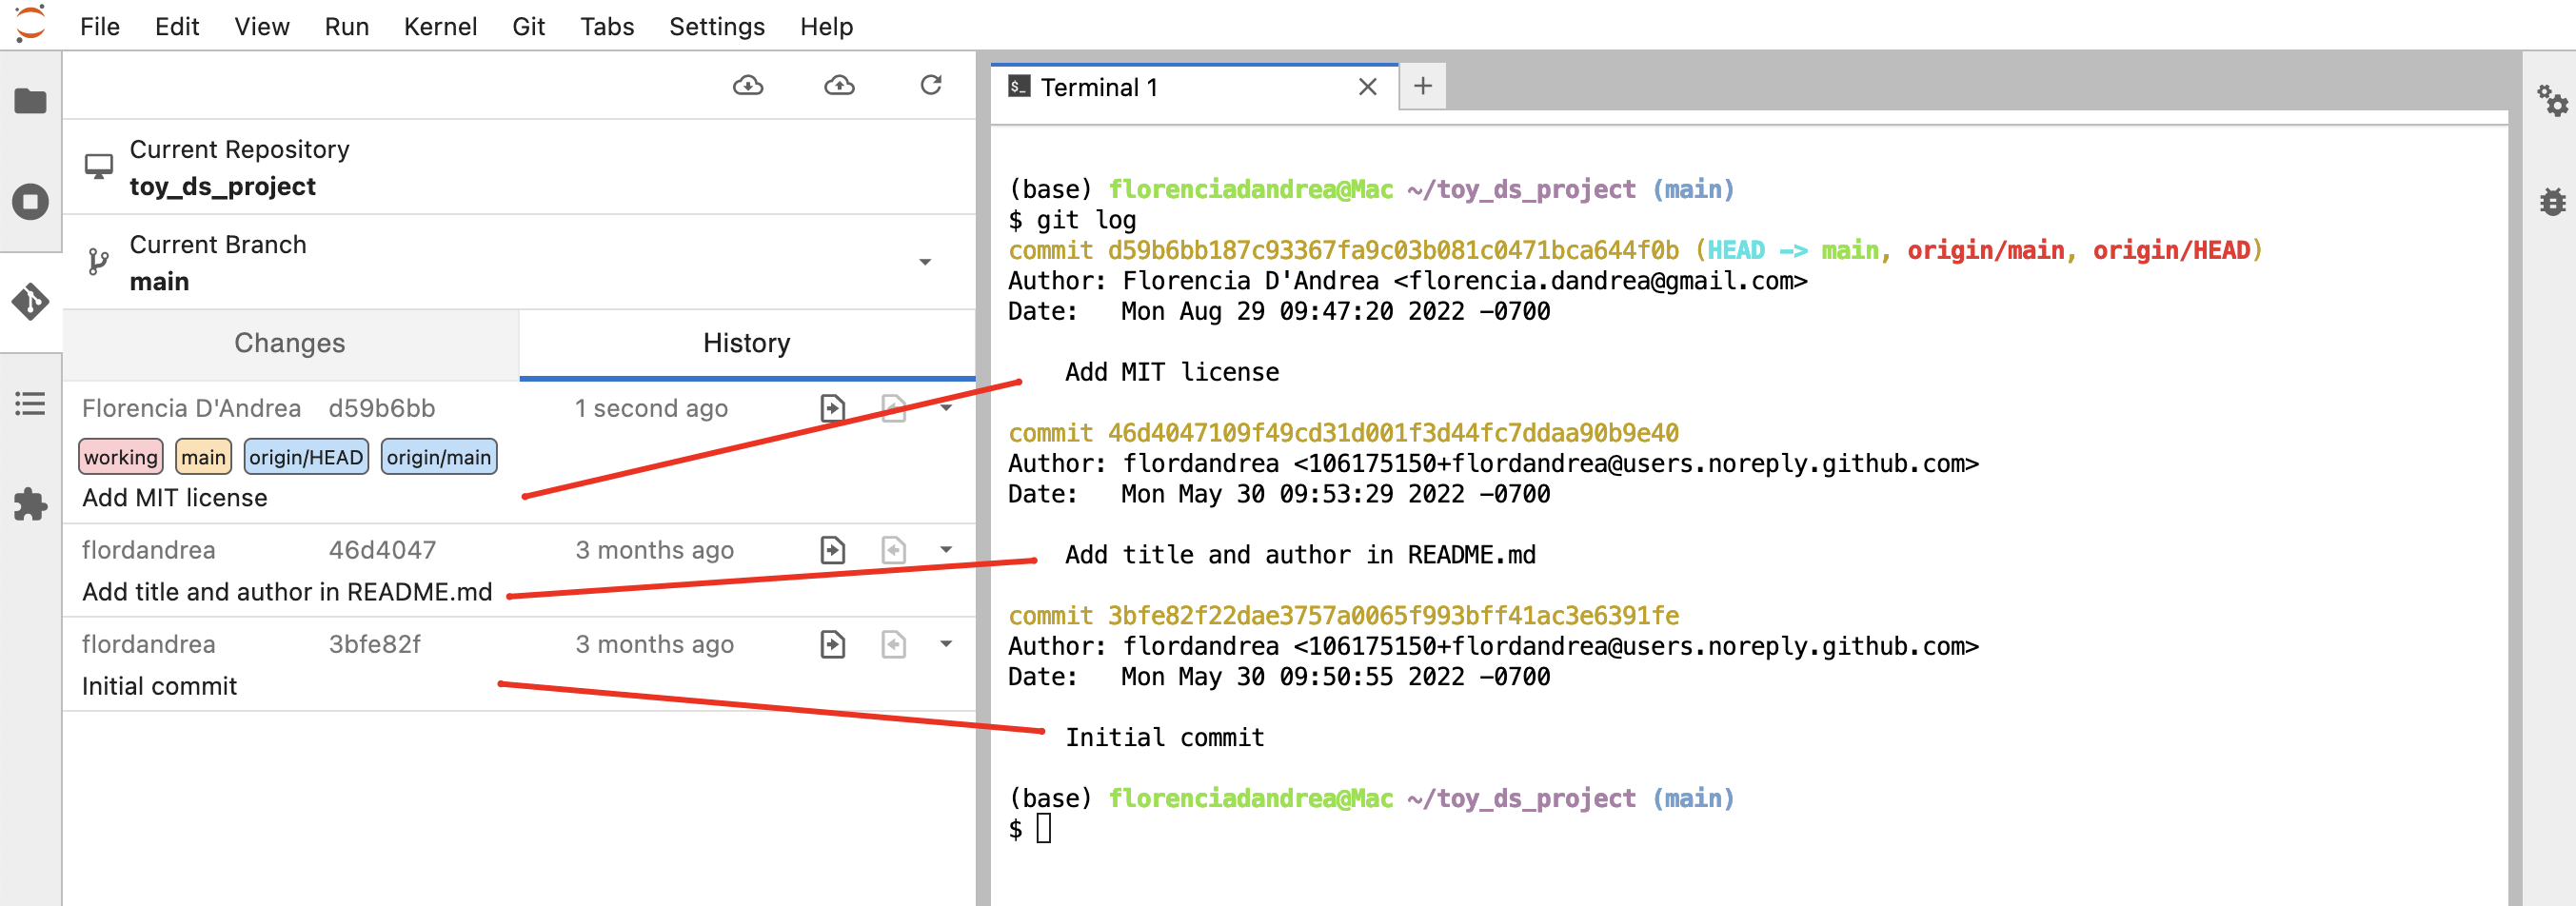 File Edit View Run Kernel Git Tabs Settings Help
Current Repository
toy_ds_project
Current Branch
main
Changes History
Florencia D'Andrea d59b6bb 1 second ago
working main origin/HEAD origin/main
Add MIT license
flordandrea 46d4047 3 months ago
Add title and author in README.md
flordandrea 3bfe82f 3 months ago
Initial commit
$_ Terminal 1
(base) florenciadandrea@Mac ~/toy_ds_project (main)
$ git log
commit d59b6bb187c93367fa9c03b081c0471bca644f0b (HEAD -> main, origin/main, origin/HEAD)
Author: Florencia D'Andrea <florencia.dandrea@gmail.com>
Date:   Mon Aug 29 09:47:20 2022 -0700
Add MIT license
commit 46d4047109f49cd31d001f3d44fc7ddaa90b9e40
Author: flordandrea <106175150+flordandrea@users.noreply.github.com>
Date:   Mon May 30 09:53:29 2022 -0700
Add title and author in README.md
commit 3bfe82f22dae3757a0065f993bff41ac3e6391fe
Author: flordandrea <106175150+flordandrea@users.noreply.github.com>
Date:   Mon May 30 09:50:55 2022 -0700
Initial commit
(base) florenciadandrea@Mac ~/toy_ds_project (main)
$